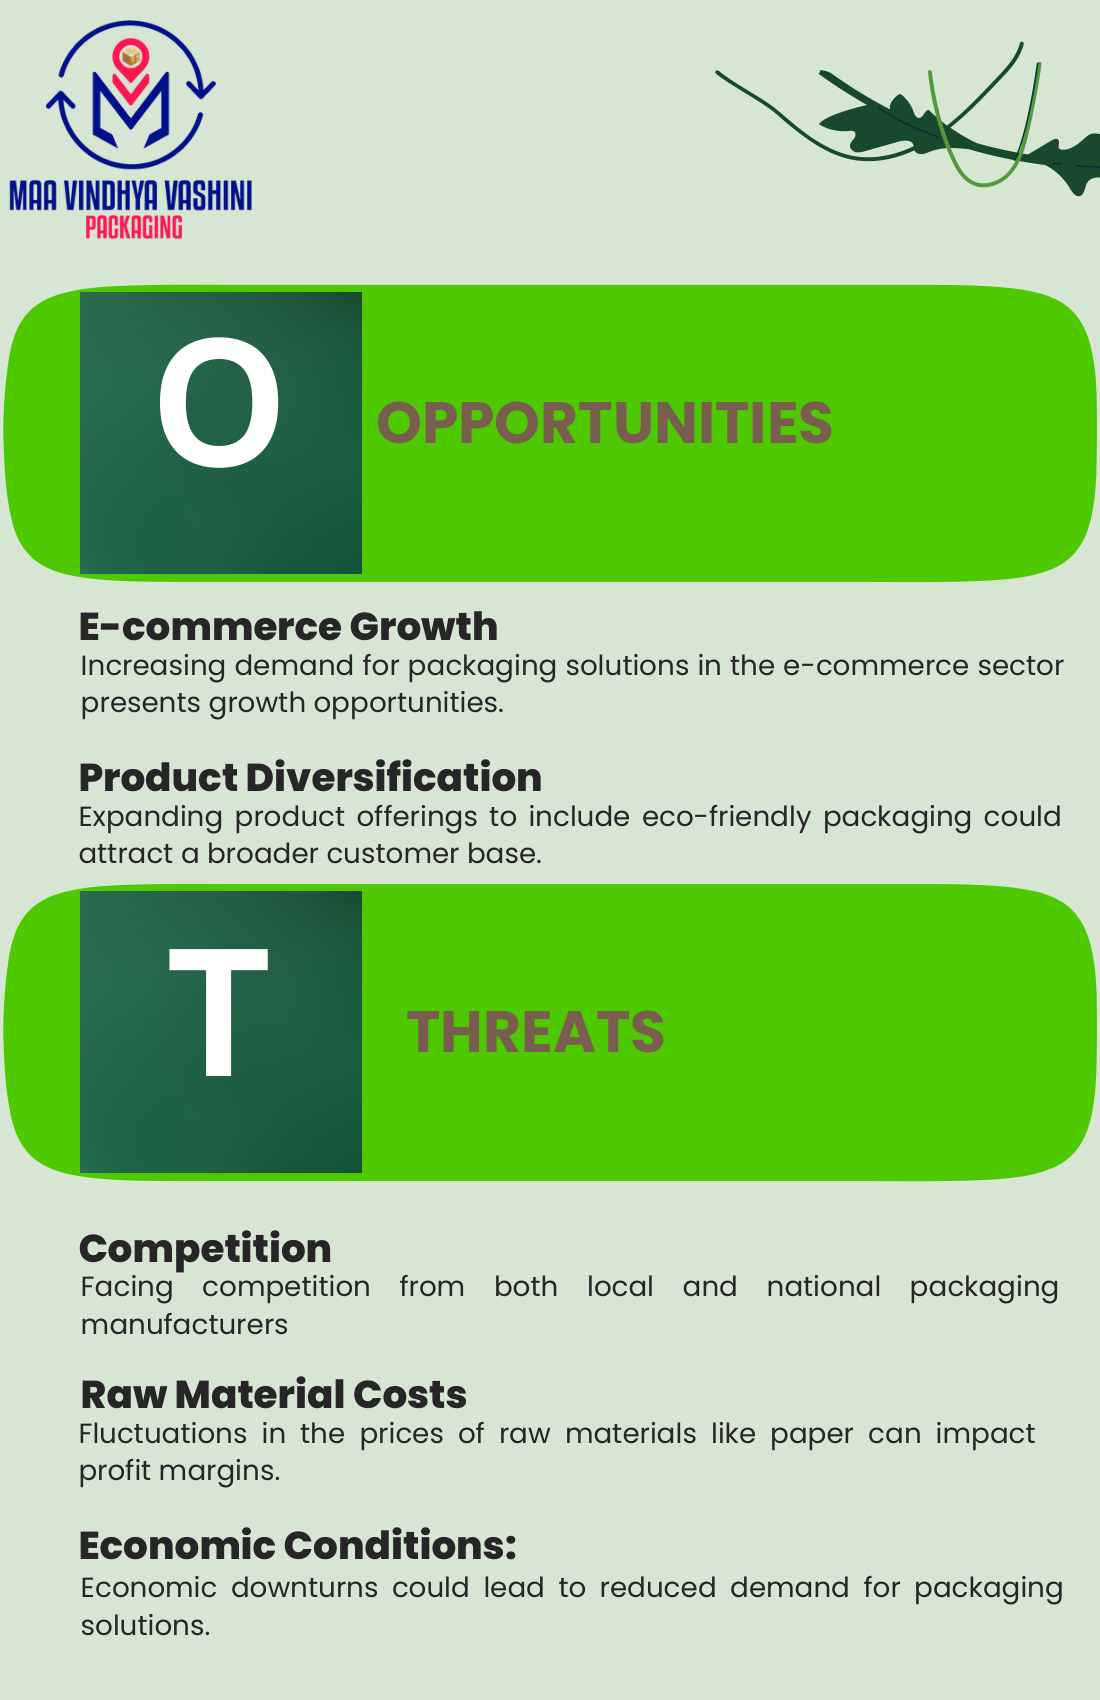 MAA VINDHYA VASHINI
PACKAGING
O
OPPORTUNITIES
E-commerce Growth
Increasing demand for packaging solutions in the e-commerce sector
presents growth opportunities.
Product Diversification
Expanding product offerings to include eco-friendly packaging could
attract a broader customer base.
T
THREATS
Competition
Facing competition from both local and national packaging
manufacturers
Raw Material Costs
Fluctuations in the prices of raw materials like paper can impact
profit margins.
Economic Conditions:
Economic downturns could lead to reduced demand for packaging
solutions.